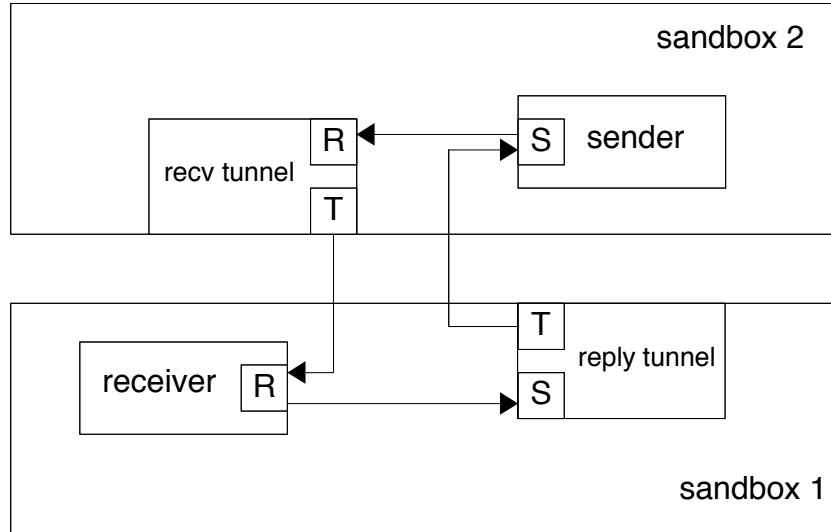 sandbox 2
R
S
sender
recv tunnel
T
T
reply tunnel
receiver
R
S
sandbox 1